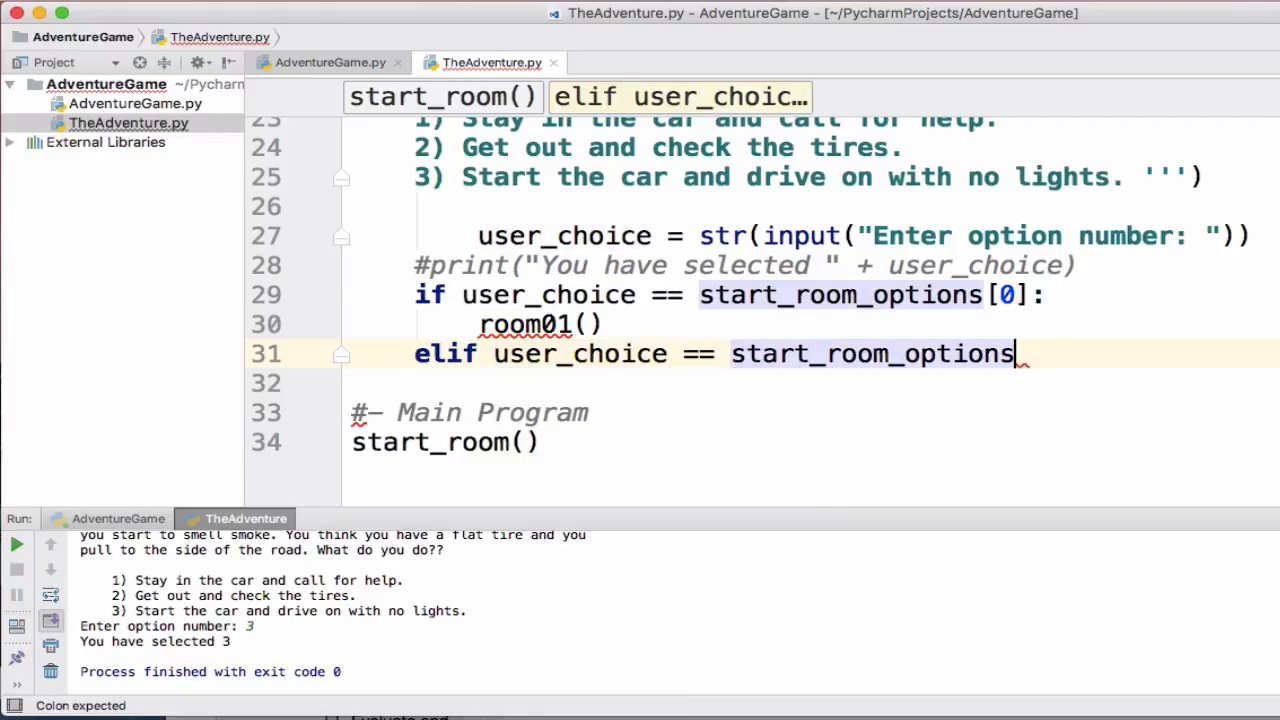 TheAdventure.py - AdventureGame - [~/PycharmProjects/AdventureGame]
AdventureGame TheAdventure.py
Project AdventureGame.py TheAdventure.py
AdventureGame ~/Pycharm
AdventureGame.py
TheAdventure.py
External Libraries
start_room() elif user_choic…
23 1) Stay in the car and call for help.
24 2) Get out and check the tires.
25 3) Start the car and drive on with no lights. ''')
26
27 user_choice = str(input("Enter option number: "))
28 #print("You have selected " + user_choice)
29 if user_choice == start_room_options[0]:
30 room01()
31 elif user_choice == start_room_options
32
33 #- Main Program
34 start_room()
Run: AdventureGame TheAdventure
you start to smell smoke. You think you have a flat tire and you
pull to the side of the road. What do you do??
1) Stay in the car and call for help.
2) Get out and check the tires.
3) Start the car and drive on with no lights.
Enter option number: 3
You have selected 3
Process finished with exit code 0
Colon expected